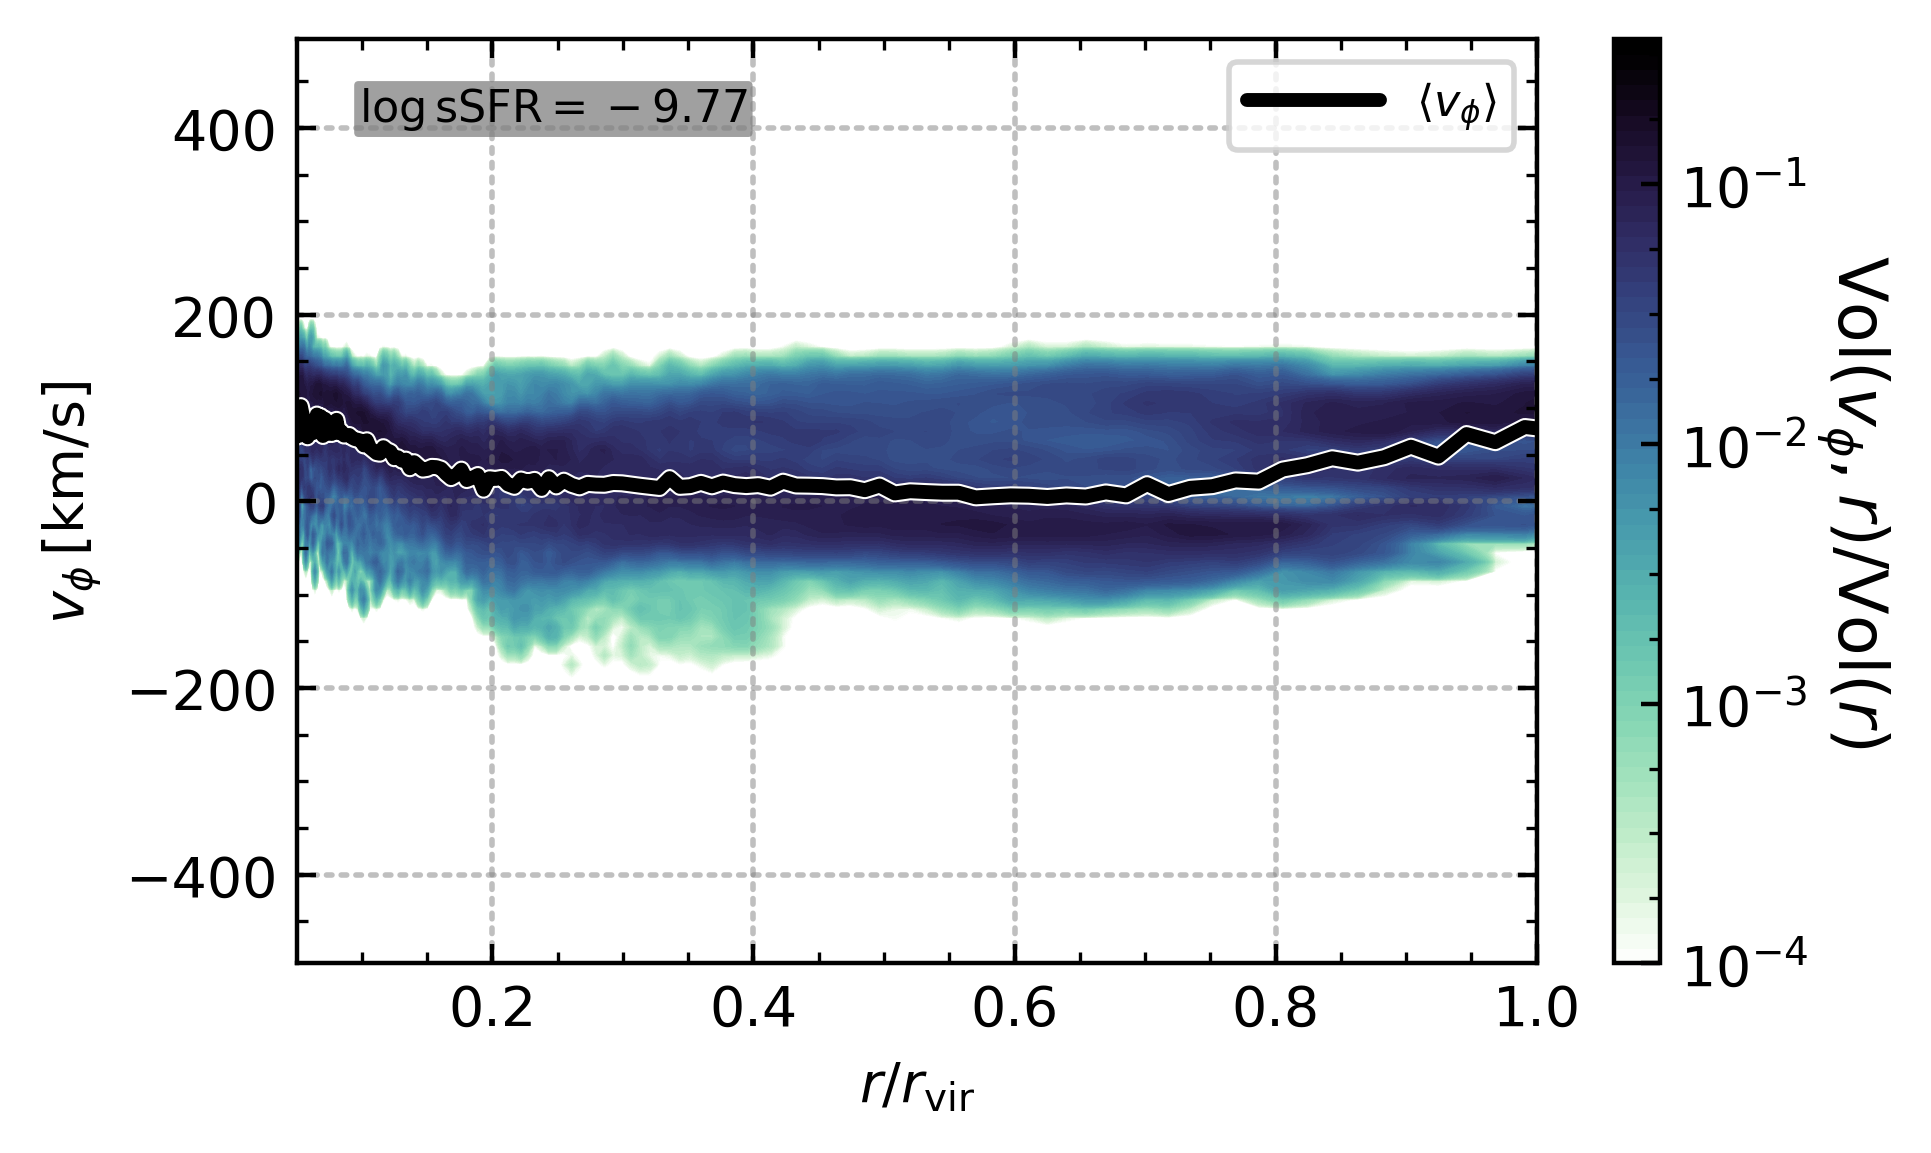 log sSFR = −9.77
⟨v_ϕ⟩
400
200
0
−200
−400
v_ϕ [km/s]
0.2 0.4 0.6 0.8 1.0
r/r_vir
10^−1
10^−2
10^−3
10^−4
Vol(v_ϕ, r)/Vol(r)